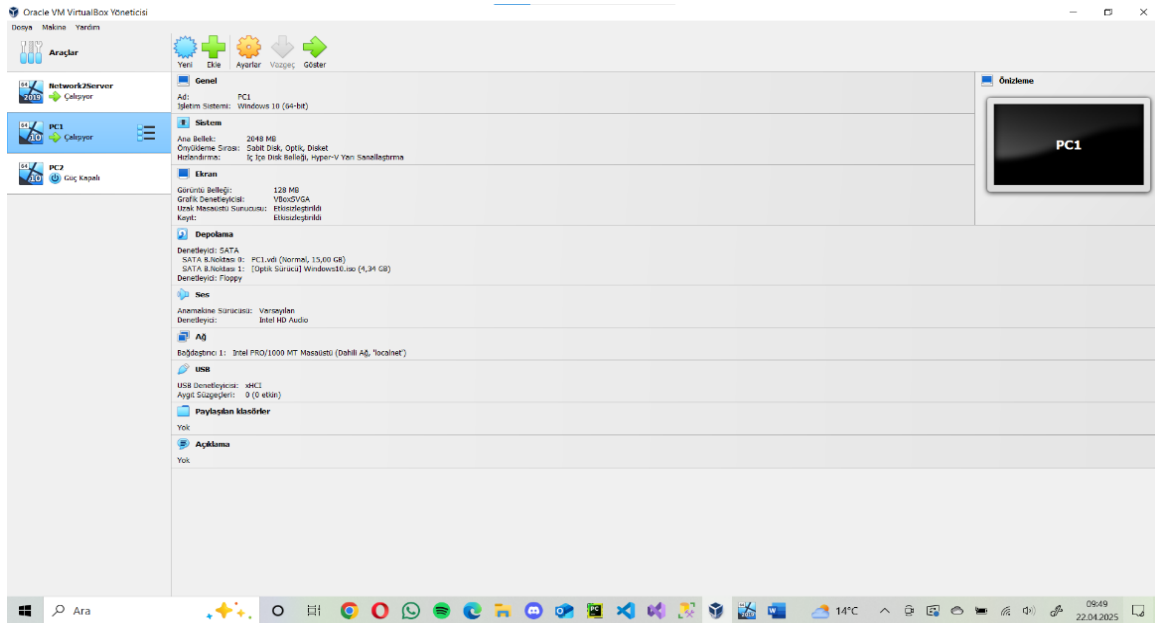 Oracle VM VirtualBox Yöneticisi
Dosya Makine Yardım
Araçlar
Yeni Ekle Ayarlar Vazgeç Göster
Network2Server
Çalışıyor
PC1
Çalışıyor
PC2
Güç Kapalı
Genel
Ad: PC1
İşletim Sistemi: Windows 10 (64-bit)
Sistem
Ana Bellek: 2048 MB
Önyükleme Sırası: Sabit Disk, Optik, Disket
Hızlandırma: İç İçe Disk Belleği, Hyper-V Yarı Sanallaştırma
Ekran
Görüntü Belleği: 128 MB
Grafik Denetleyicisi: VBoxSVGA
Uzak Masaüstü Sunucusu: Etkisizleştirildi
Kayıt: Etkisizleştirildi
Depolama
Denetleyici: SATA
SATA B.Noktası 0: PC1.vdi (Normal, 15,00 GB)
SATA B.Noktası 1: [Optik Sürücü] Windows10.iso (4,34 GB)
Denetleyici: Floppy
Ses
Anamakine Sürücüsü: Varsayılan
Denetleyici: Intel HD Audio
Ağ
Bağdaştırıcı 1: Intel PRO/1000 MT Masaüstü (Dahili Ağ, 'localnet')
USB
USB Denetleyicisi: xHCI
Aygıt Süzgeçleri: 0 (0 etkin)
Paylaşılan klasörler
Yok
Açıklama
Yok
Önizleme
PC1
Ara
14°C
09:49
22.04.2025